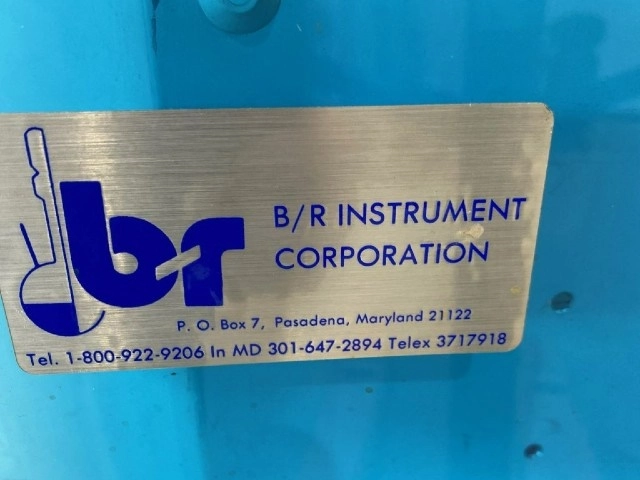 br
B/R INSTRUMENT
CORPORATION
P. O. Box 7, Pasadena, Maryland 21122
Tel. 1-800-922-9206 In MD 301-647-2894 Telex 3717918